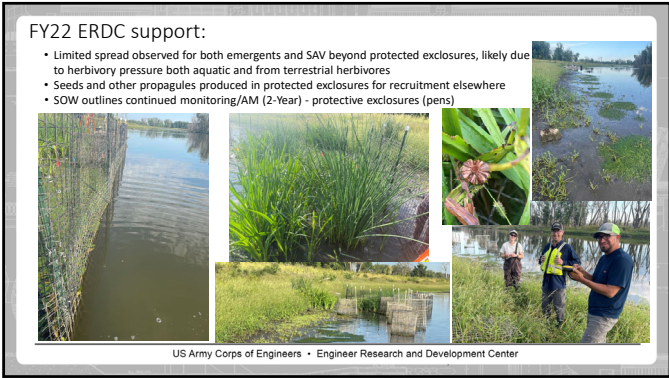 FY22 ERDC support:
• Limited spread observed for both emergents and SAV beyond protected exclosures, likely due
to herbivory pressure both aquatic and from terrestrial herbivores
• Seeds and other propagules produced in protected exclosures for recruitment elsewhere
• SOW outlines continued monitoring/AM (2-Year) - protective exclosures (pens)
US Army Corps of Engineers • Engineer Research and Development Center